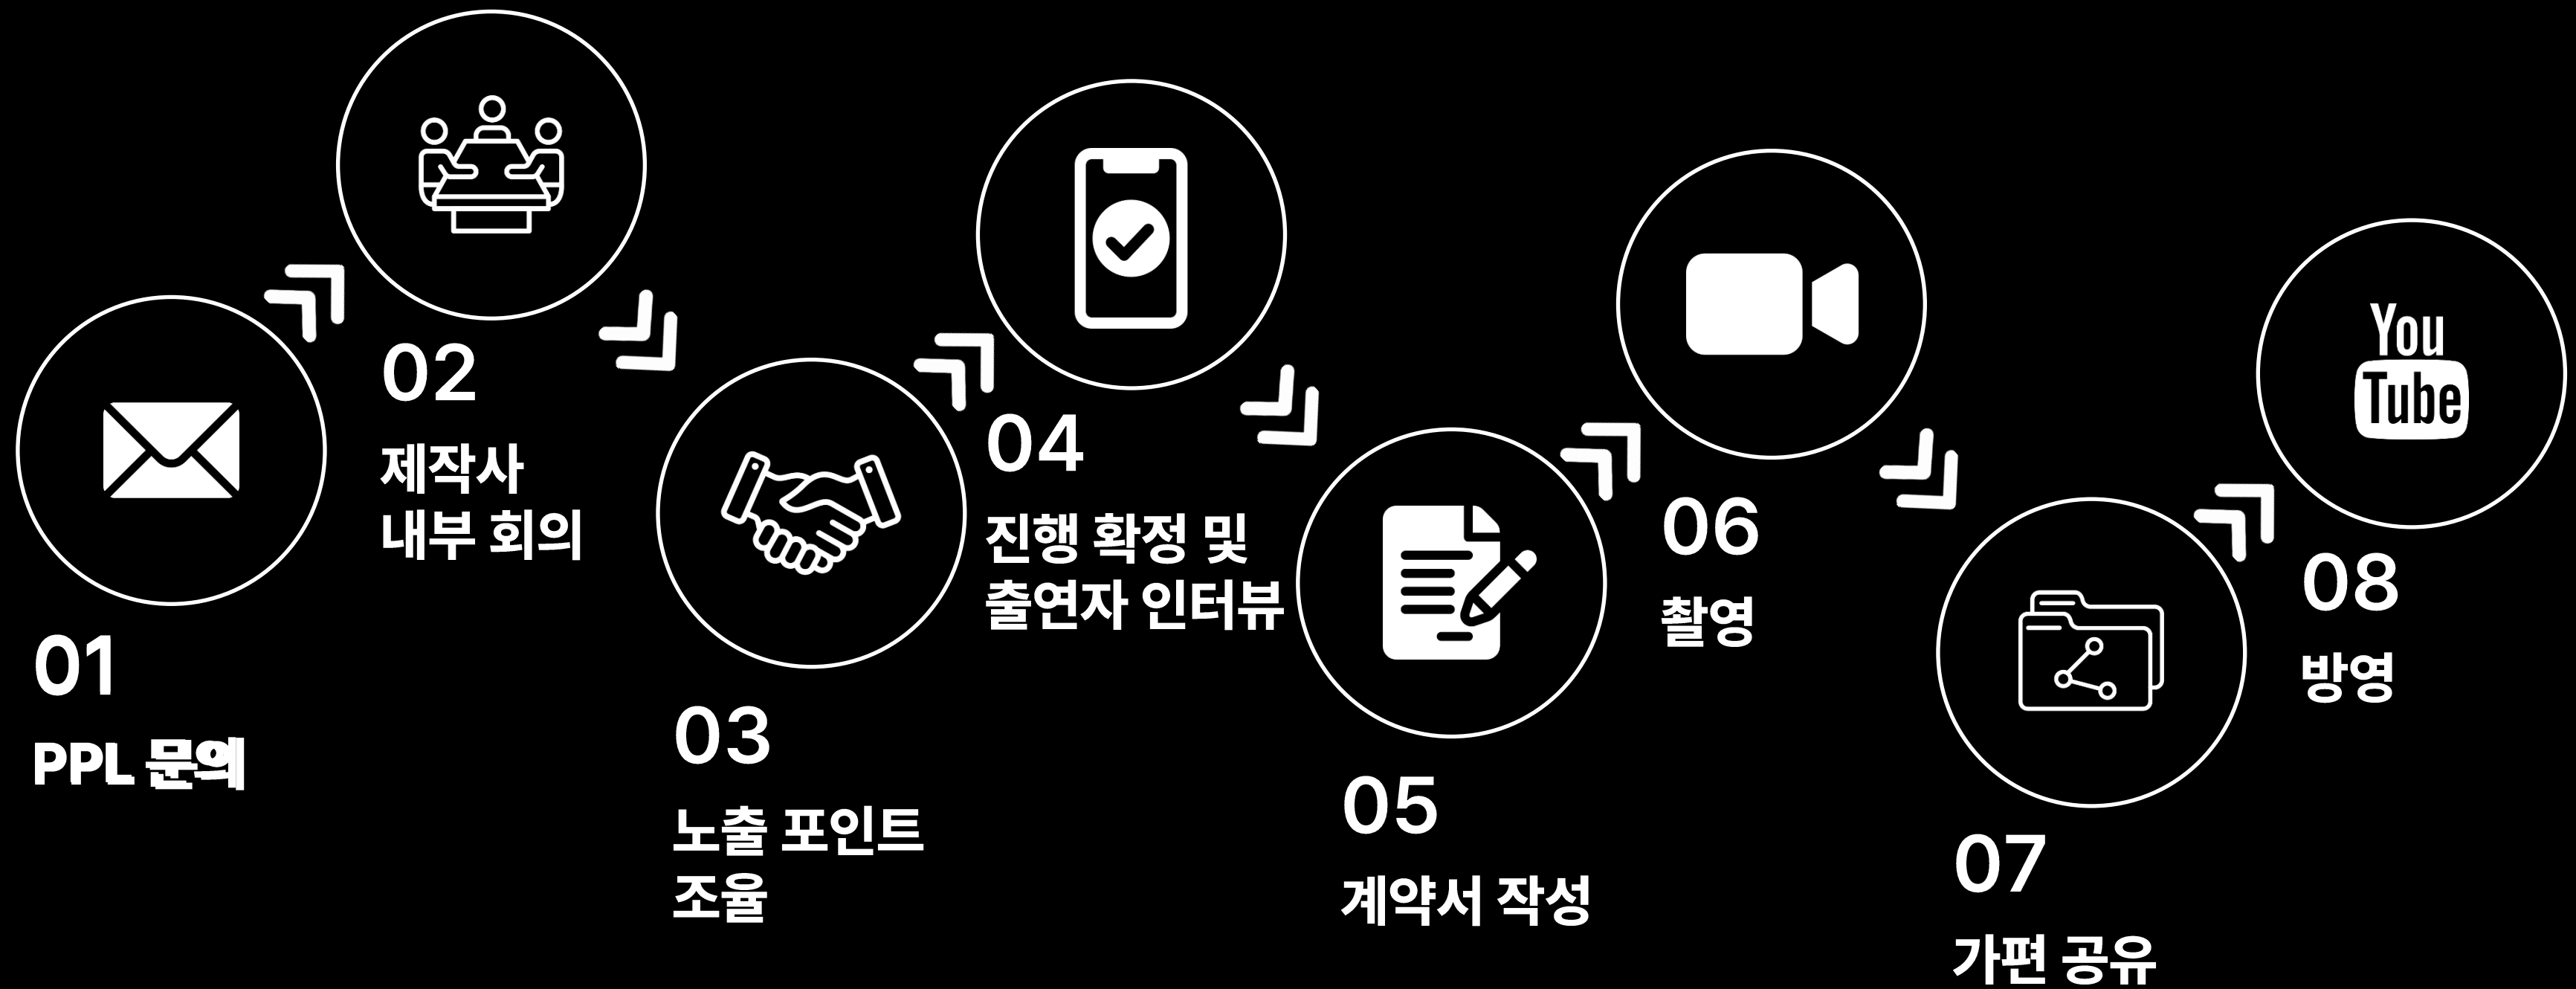 01
PPL 문의
02
제작사
내부 회의
03
노출 포인트
조율
04
진행 확정 및
출연자 인터뷰
05
계약서 작성
06
촬영
07
가편 공유
You
Tube
08
방영